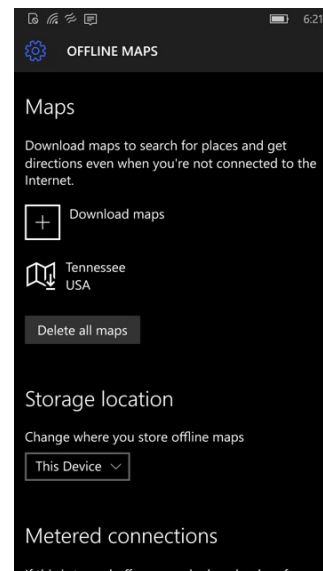 6:21
OFFLINE MAPS
Maps
Download maps to search for places and get
directions even when you're not connected to the
Internet.
Download maps
Tennessee
USA
Delete all maps
Storage location
Change where you store offline maps
This Device
Metered connections